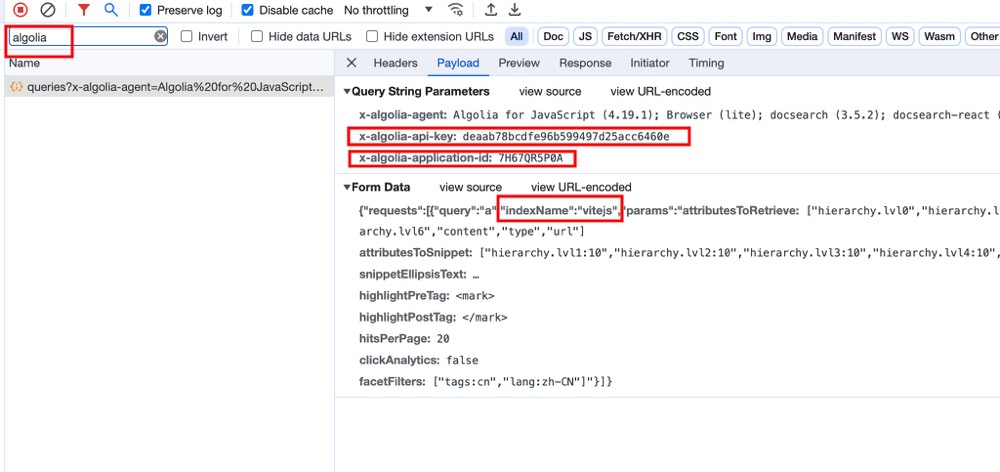 Preserve log Disable cache No throttling
algolia Invert Hide data URLs Hide extension URLs All Doc JS Fetch/XHR CSS Font Img Media Manifest WS Wasm Other
Name Headers Payload Preview Response Initiator Timing
queries?x-algolia-agent=Algolia%20for%20JavaScript…
Query String Parameters view source view URL-encoded
x-algolia-agent: Algolia for JavaScript (4.19.1); Browser (lite); docsearch (3.5.2); docsearch-react (
x-algolia-api-key: deaab78bcdfe96b599497d25acc6460e
x-algolia-application-id: 7H67QR5P0A
Form Data view source view URL-encoded
{"requests":[{"query":"a","indexName":"vitejs","params":"attributesToRetrieve: ["hierarchy.lvl0","hierarchy.l
archy.lvl6","content","type","url"]
attributesToSnippet: ["hierarchy.lvl1:10","hierarchy.lvl2:10","hierarchy.lvl3:10","hierarchy.lvl4:10",
snippetEllipsisText: …
highlightPreTag: <mark>
highlightPostTag: </mark>
hitsPerPage: 20
clickAnalytics: false
facetFilters: ["tags:cn","lang:zh-CN"]"}]}